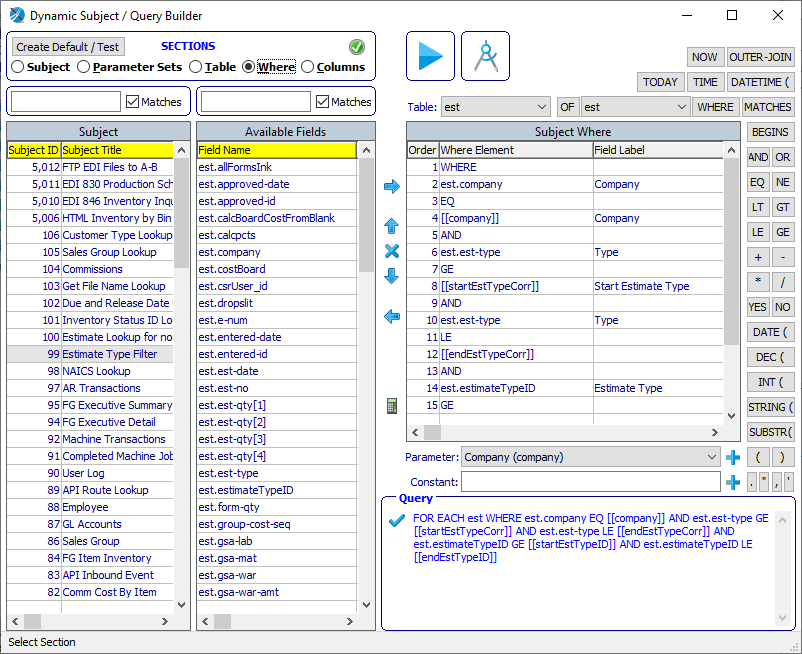 Dynamic Subject / Query Builder
Create Default / Test
SECTIONS
Subject
Parameter Sets
Table
Where
Columns
NOW
OUTER-JOIN
TODAY
TIME
DATETIME (
Matches
Matches
Table:
est
OF
est
WHERE
MATCHES
Subject
Subject ID Subject Title
5,012 FTP EDI Files to A-B
5,011 EDI 830 Production Sch
5,010 EDI 846 Inventory Inqu
5,006 HTML Inventory by Bin
106 Customer Type Lookup
105 Sales Group Lookup
104 Commissions
103 Get File Name Lookup
102 Due and Release Date
101 Inventory Status ID Lo
100 Estimate Lookup for no
99 Estimate Type Filter
98 NAICS Lookup
97 AR Transactions
95 FG Executive Summary
94 FG Executive Detail
92 Machine Transactions
91 Completed Machine Job
90 User Log
89 API Route Lookup
88 Employee
87 GL Accounts
86 Sales Group
84 FG Item Inventory
83 API Inbound Event
82 Comm Cost By Item
Available Fields
Field Name
est.allFormsInk
est.approved-date
est.approved-id
est.calcBoardCostFromBlank
est.calcpcts
est.company
est.costBoard
est.csrUser_id
est.dropslit
est.e-num
est.entered-date
est.entered-id
est.est-date
est.est-no
est.est-qty[1]
est.est-qty[2]
est.est-qty[3]
est.est-qty[4]
est.est-type
est.estimateTypeID
est.form-qty
est.group-cost-seq
est.gsa-lab
est.gsa-mat
est.gsa-war
est.gsa-war-amt
Subject Where
Order Where Element Field Label
1 WHERE
2 est.company Company
3 EQ
4 [[company]] Company
5 AND
6 est.est-type Type
7 GE
8 [[startEstTypeCorr]] Start Estimate Type
9 AND
10 est.est-type Type
11 LE
12 [[endEstTypeCorr]]
13 AND
14 est.estimateTypeID Estimate Type
15 GE
BEGINS
AND OR
EQ NE
LT GT
LE GE
+ -
* /
YES NO
DATE (
DEC (
INT (
STRING (
SUBSTR(
( )
. " , '
Parameter: Company (company)
Constant:
Query
FOR EACH est WHERE est.company EQ [[company]] AND est.est-type GE
[[startEstTypeCorr]] AND est.est-type LE [[endEstTypeCorr]] AND
est.estimateTypeID GE [[startEstTypeID]] AND est.estimateTypeID LE
[[endEstTypeID]]
Select Section